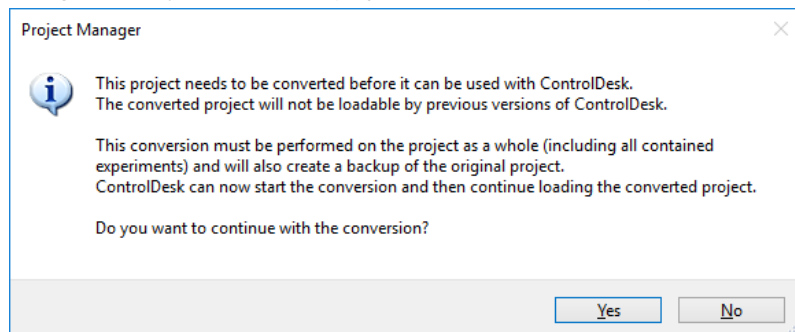 Project Manager
This project needs to be converted before it can be used with ControlDesk.
The converted project will not be loadable by previous versions of ControlDesk.
This conversion must be performed on the project as a whole (including all contained
experiments) and will also create a backup of the original project.
ControlDesk can now start the conversion and then continue loading the converted project.
Do you want to continue with the conversion?
Yes No